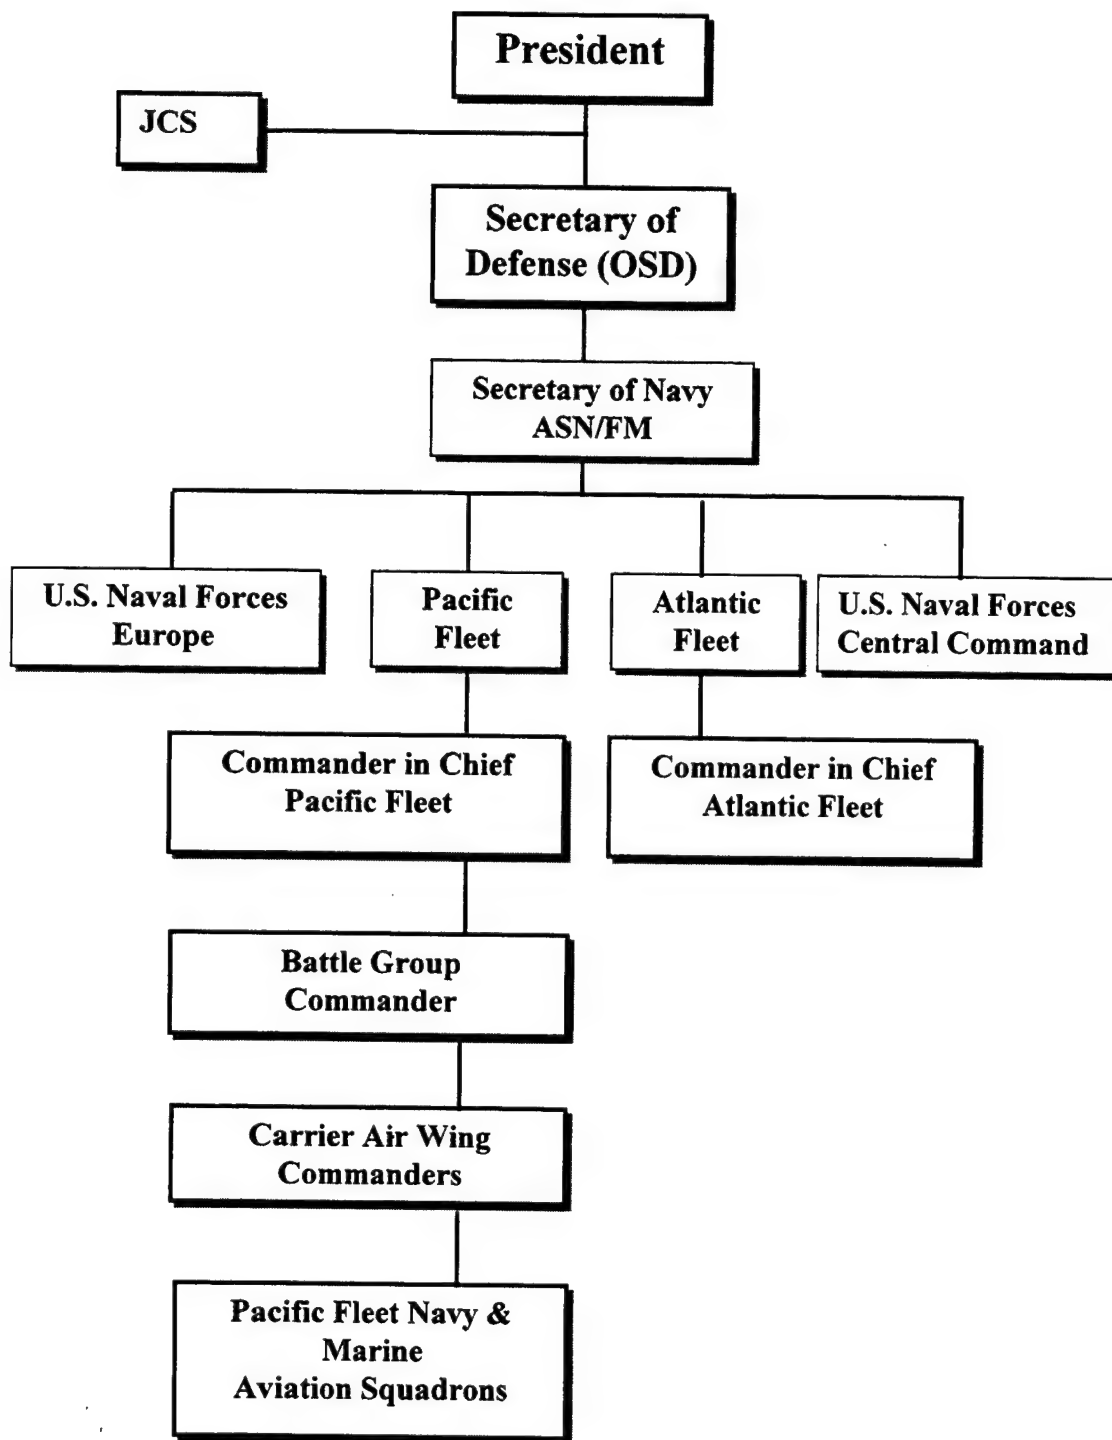 President
JCS
Secretary of
Defense (OSD)
Secretary of Navy
ASN/FM
U.S. Naval Forces
Europe
Pacific
Fleet
Atlantic
Fleet
U.S. Naval Forces
Central Command
Commander in Chief
Pacific Fleet
Commander in Chief
Atlantic Fleet
Battle Group
Commander
Carrier Air Wing
Commanders
Pacific Fleet Navy &
Marine
Aviation Squadrons